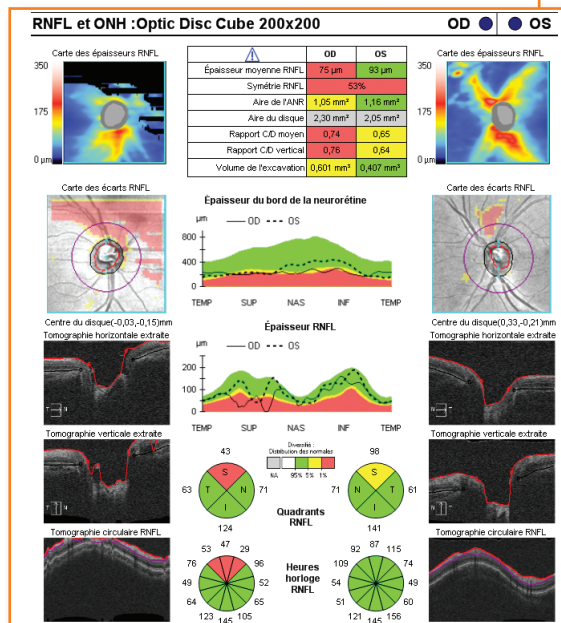 RNFL et ONH :Optic Disc Cube 200x200 OD OS
Carte des épaisseurs RNFL
350
175
0 µm
OD OS
Épaisseur moyenne RNFL 75 µm 93 µm
Symétrie RNFL 53%
Aire de l'ANR 1,05 mm² 1,16 mm²
Aire du disque 2,30 mm² 2,05 mm²
Rapport C/D moyen 0,74 0,65
Rapport C/D vertical 0,76 0,64
Volume de l'excavation 0,601 mm³ 0,407 mm³
Carte des épaisseurs RNFL
350
175
0 µm
Carte des écarts RNFL
Centre du disque(-0,03,-0,15)mm
Épaisseur du bord de la neurorétine
µm OD OS
800
400
0
TEMP SUP NAS INF TEMP
Carte des écarts RNFL
Centre du disque(0,33,-0,21)mm
Tomographie horizontale extraite
T N
Épaisseur RNFL
µm OD OS
200
100
0
TEMP SUP NAS INF TEMP
Tomographie horizontale extraite
N T
Tomographie verticale extraite
Diversifié :
Distribution des normales
NA 95% 5% 1%
43
63 S T N I 71
124
Quadrants
RNFL
98
71 S N T I 61
141
Tomographie verticale extraite
Tomographie circulaire RNFL
53 47 29
76 96
49 52
64 65
123 145 105
Heures
horloge
RNFL
92 87 115
109 74
54 49
51 60
121 145 156
Tomographie circulaire RNFL